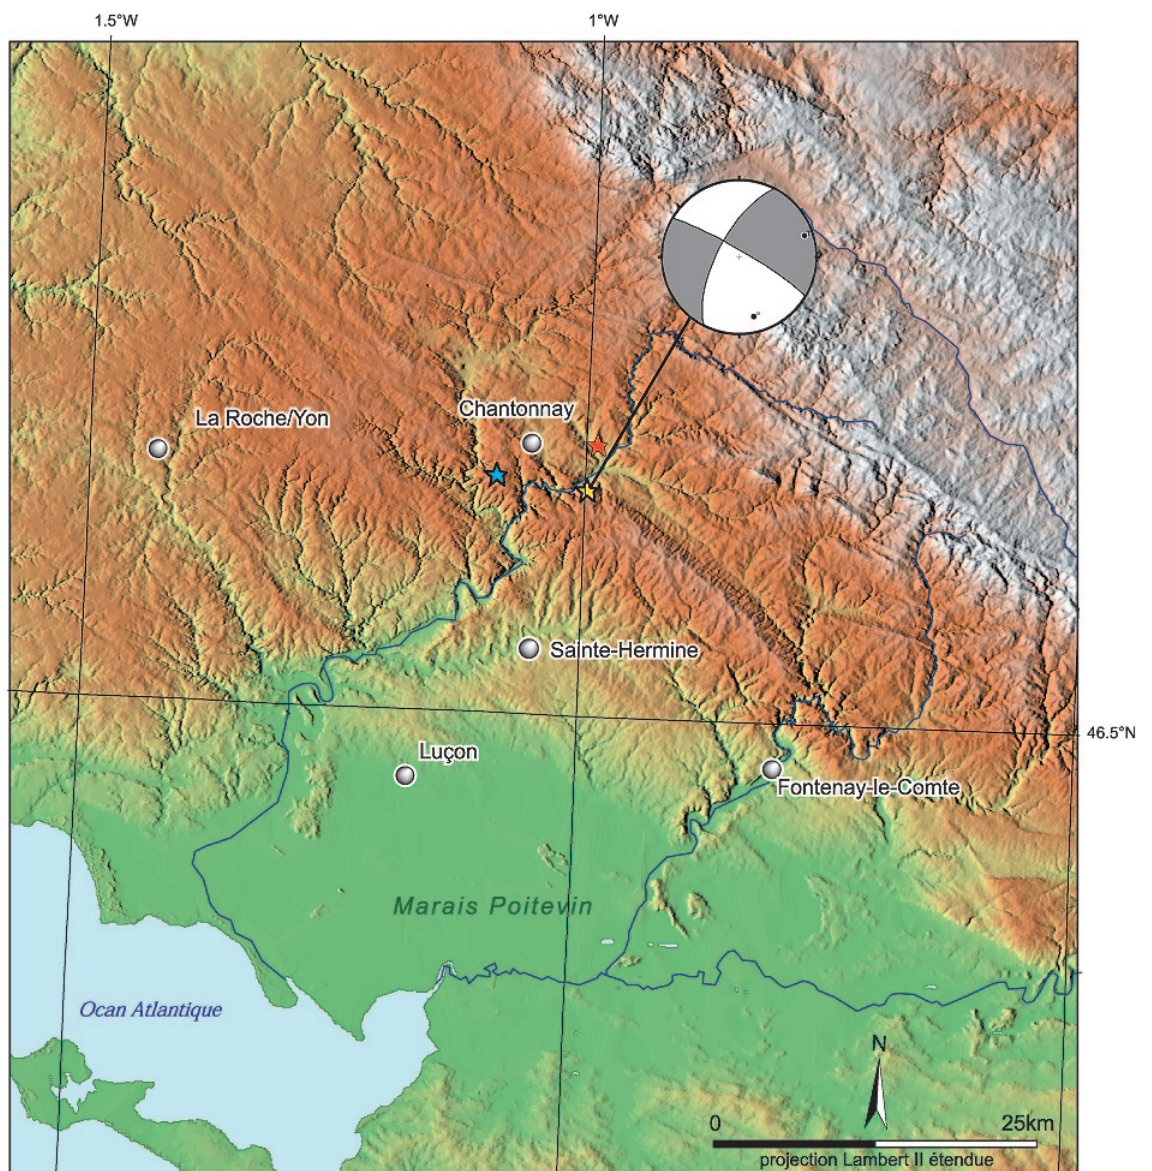 1.5°W
1°W
La Roche/Yon
Chantonnay
Sainte-Hermine
46.5°N
Luçon
Fontenay-le-Comte
Marais Poitevin
Ocan Atlantique
N
0
25km
projection Lambert II étendue